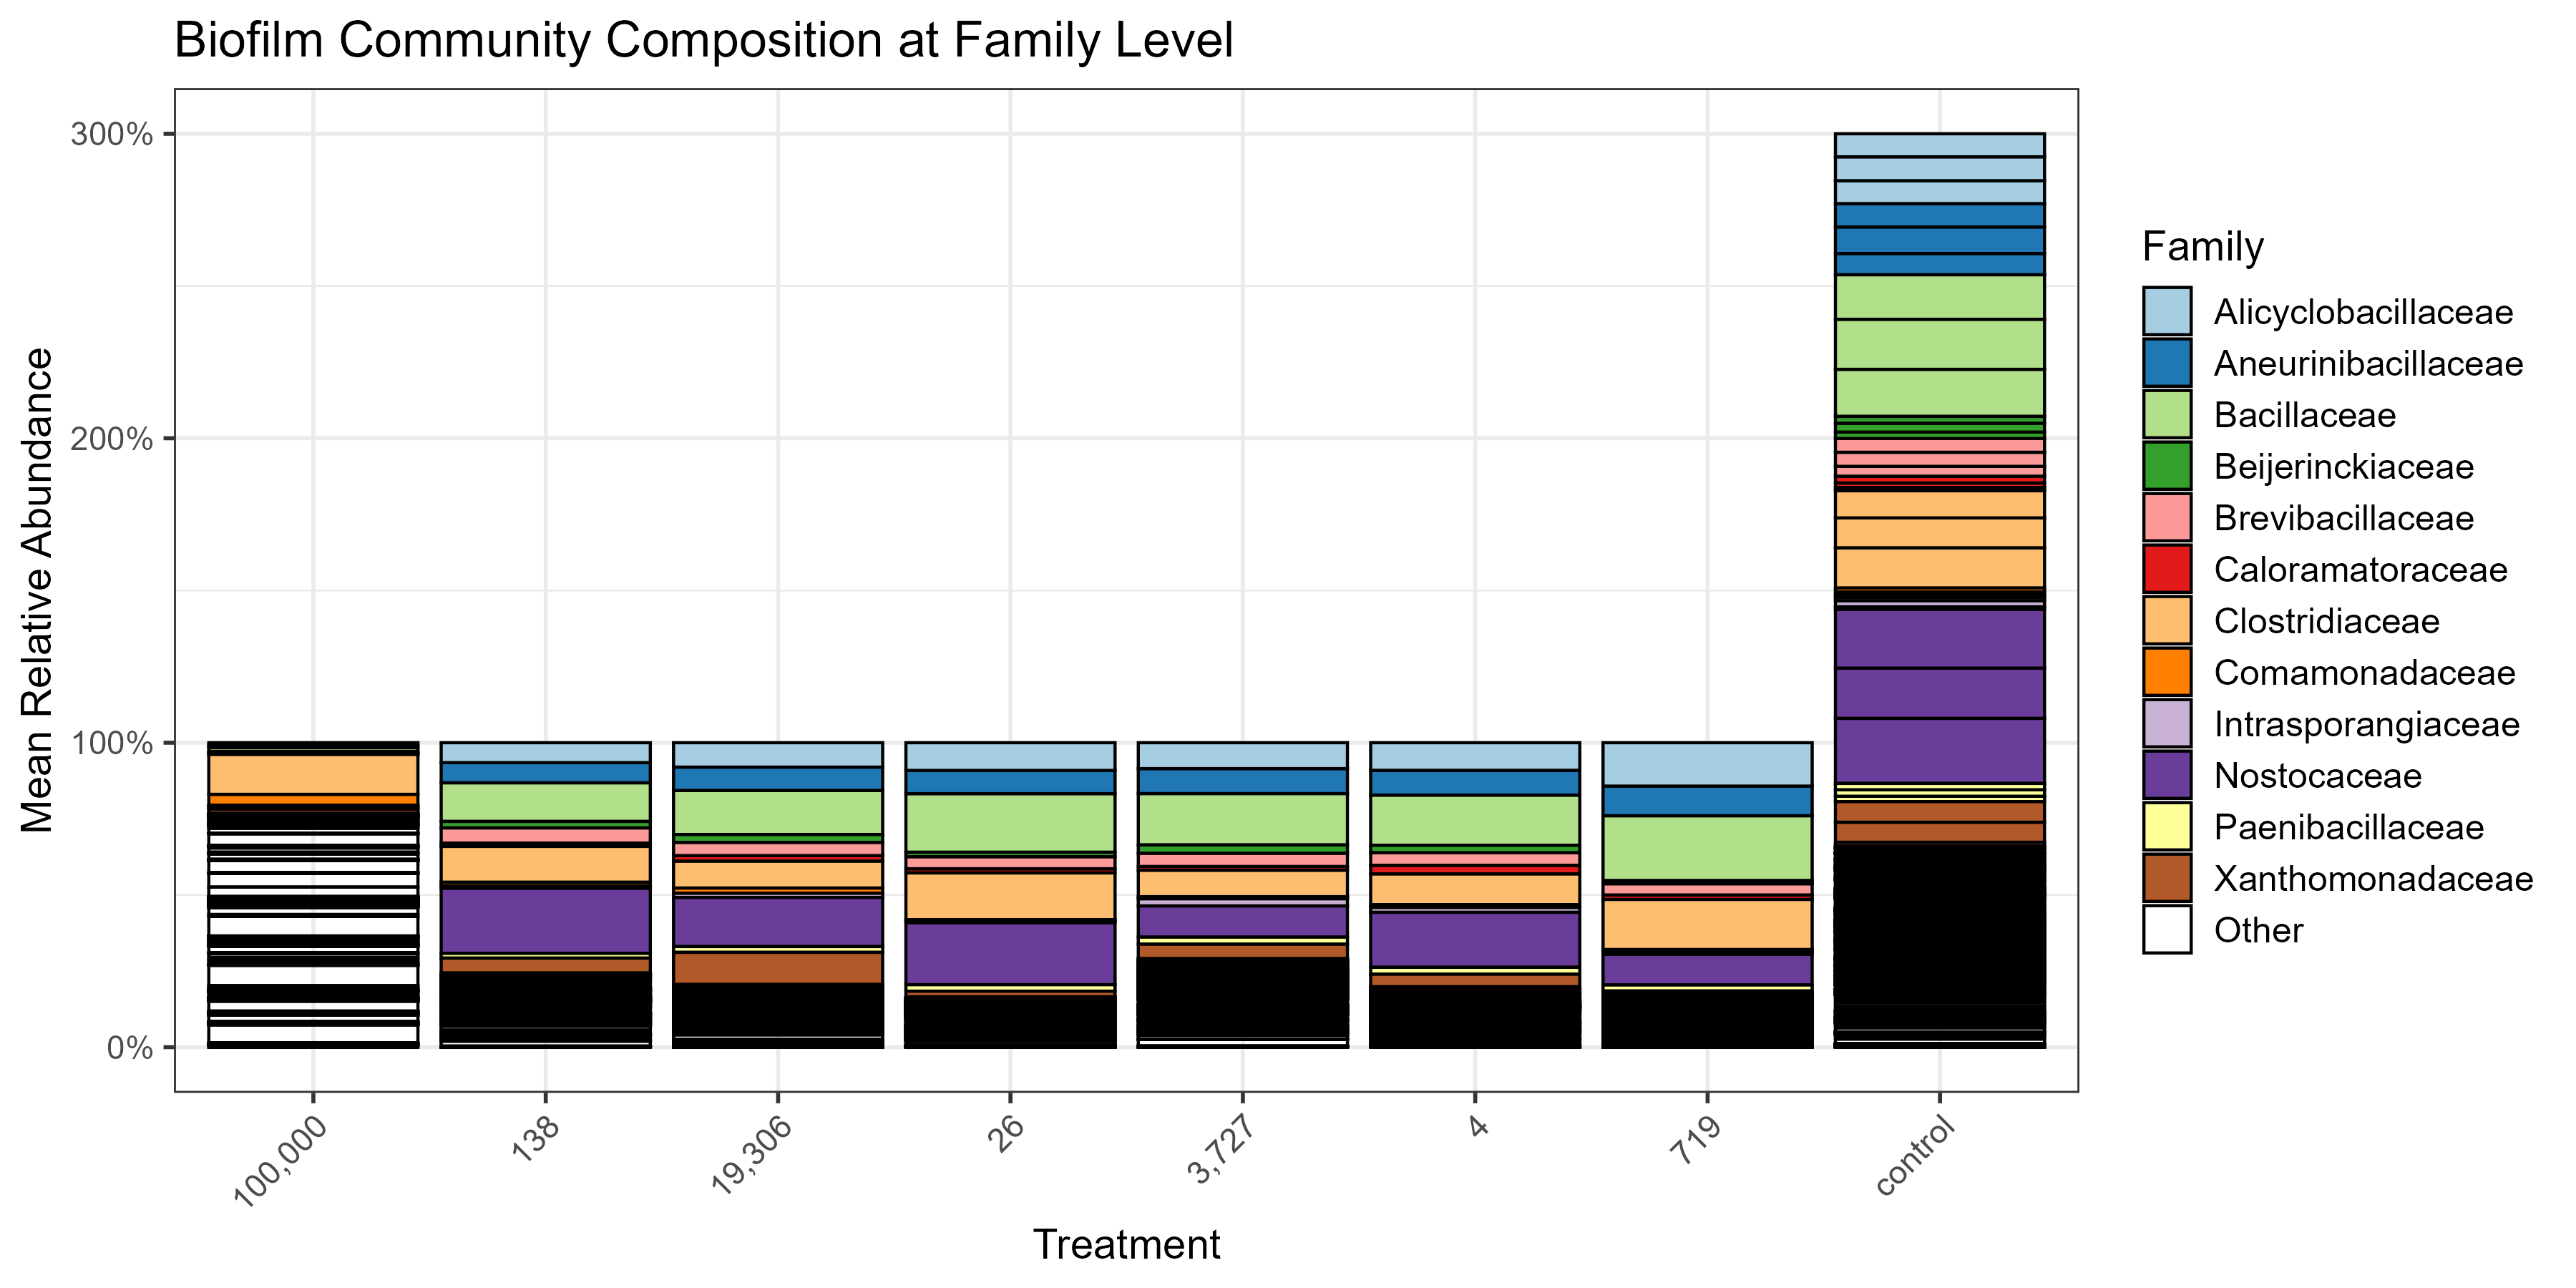 Biofilm Community Composition at Family Level
Mean Relative Abundance
300%
200%
100%
0%
100,000
138
19,306
26
3,727
4
719
control
Treatment
Family
Alicyclobacillaceae
Aneurinibacillaceae
Bacillaceae
Beijerinckiaceae
Brevibacillaceae
Caloramatoraceae
Clostridiaceae
Comamonadaceae
Intrasporangiaceae
Nostocaceae
Paenibacillaceae
Xanthomonadaceae
Other